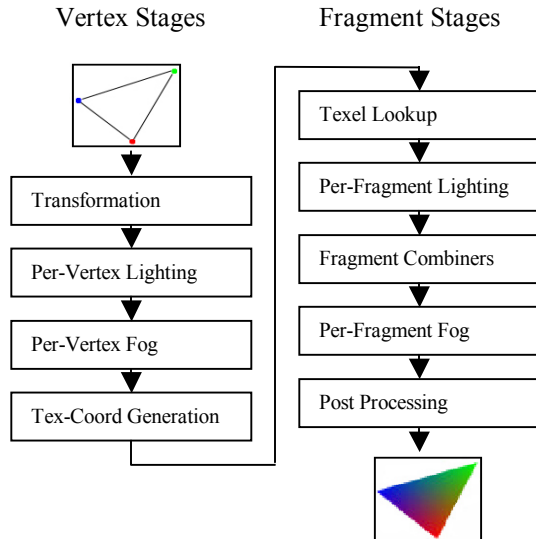 Vertex Stages
Transformation
Per-Vertex Lighting
Per-Vertex Fog
Tex-Coord Generation
Fragment Stages
Texel Lookup
Per-Fragment Lighting
Fragment Combiners
Per-Fragment Fog
Post Processing